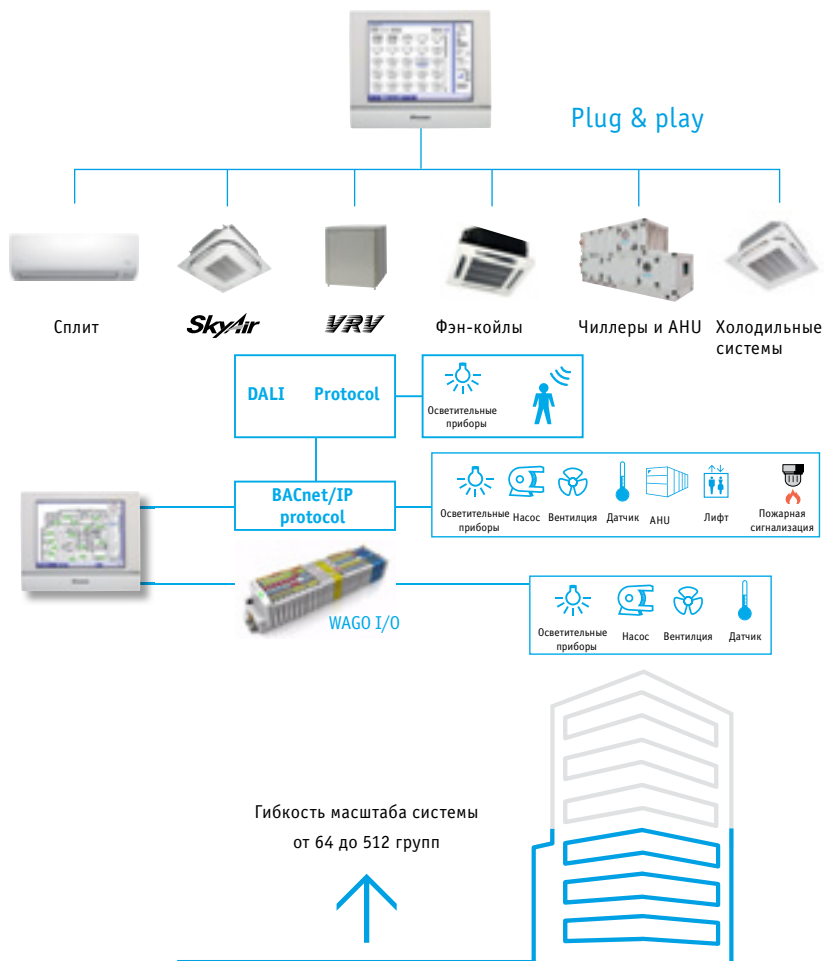 Plug & play
Сплит
SkyAir
VRV
Фэн-койлы
Чиллеры и AHU
Холодильные
системы
DALI Protocol
Осветительные
приборы
BACnet/IP
protocol
Осветительные
приборы
Насос
Вентилция
Датчик
AHU
Лифт
Пожарная
сигнализация
WAGO I/O
Осветительные
приборы
Насос
Вентилция
Датчик
Гибкость масштаба системы
от 64 до 512 групп